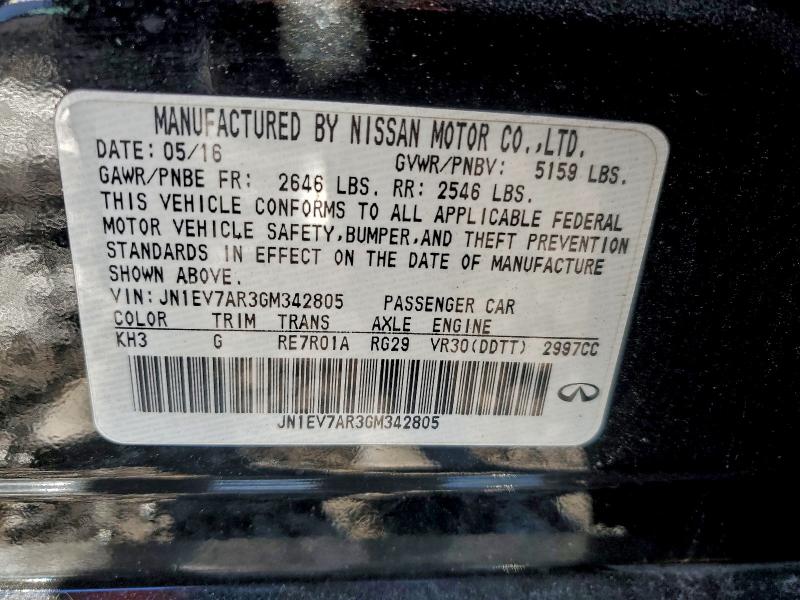 MANUFACTURED BY NISSAN MOTOR CO.,LTD.
DATE: 05/16 GVWR/PNBV: 5159 LBS.
GAWR/PNBE FR: 2646 LBS. RR: 2546 LBS.
THIS VEHICLE CONFORMS TO ALL APPLICABLE FEDERAL
MOTOR VEHICLE SAFETY,BUMPER,AND THEFT PREVENTION
STANDARDS IN EFFECT ON THE DATE OF MANUFACTURE
SHOWN ABOVE.
VIN:JN1EV7AR3GM342805 PASSENGER CAR
COLOR TRIM TRANS AXLE ENGINE
KH3 G RE7R01A RG29 VR30(DDTT) 2997CC
JN1EV7AR3GM342805